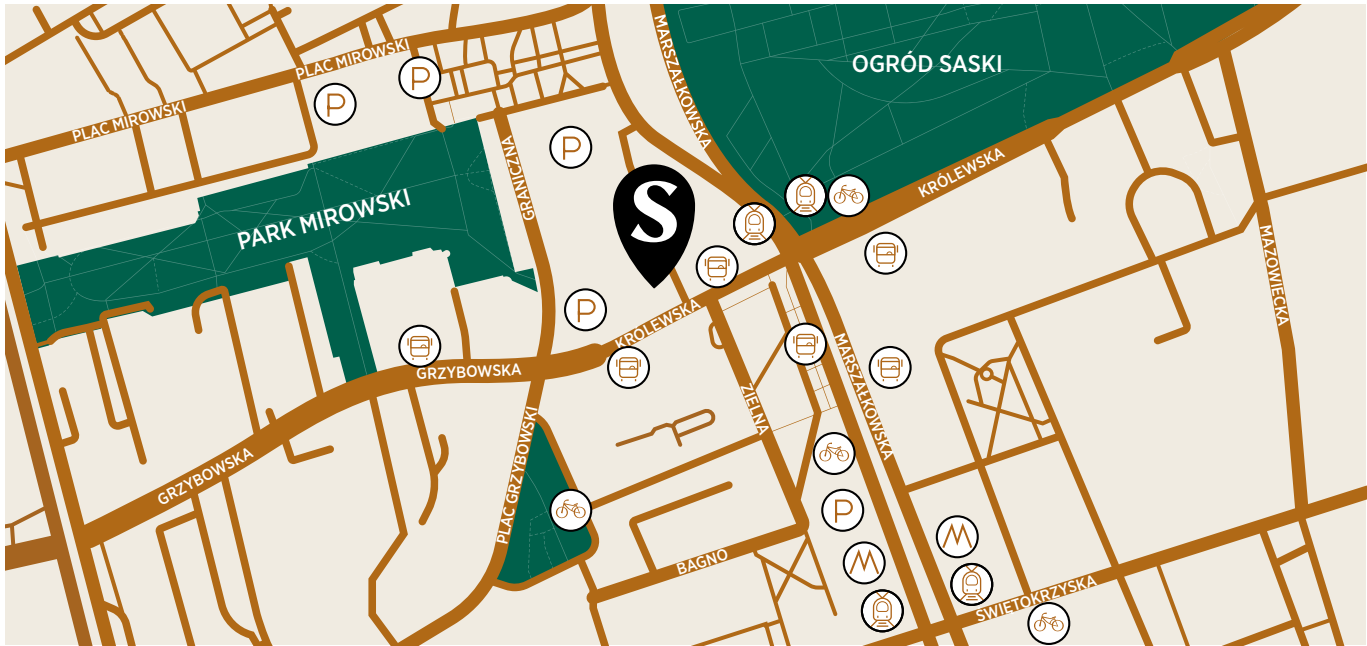 MARSZAŁKOWSKA
OGRÓD SASKI
PLAC MIROWSKI
P
P
PLAC MIROWSKI
P
GRANICZNA
KRÓLEWSKA
S
PARK MIROWSKI
MAZOWIECKA
P
KRÓLEWSKA
GRZYBOWSKA
MARSZAŁKOWSKA
ZIELNA
GRZYBOWSKA
PLAC GRZYBOWSKI
P
M
M
BAGNO
SWIĘTOKRZYSKA